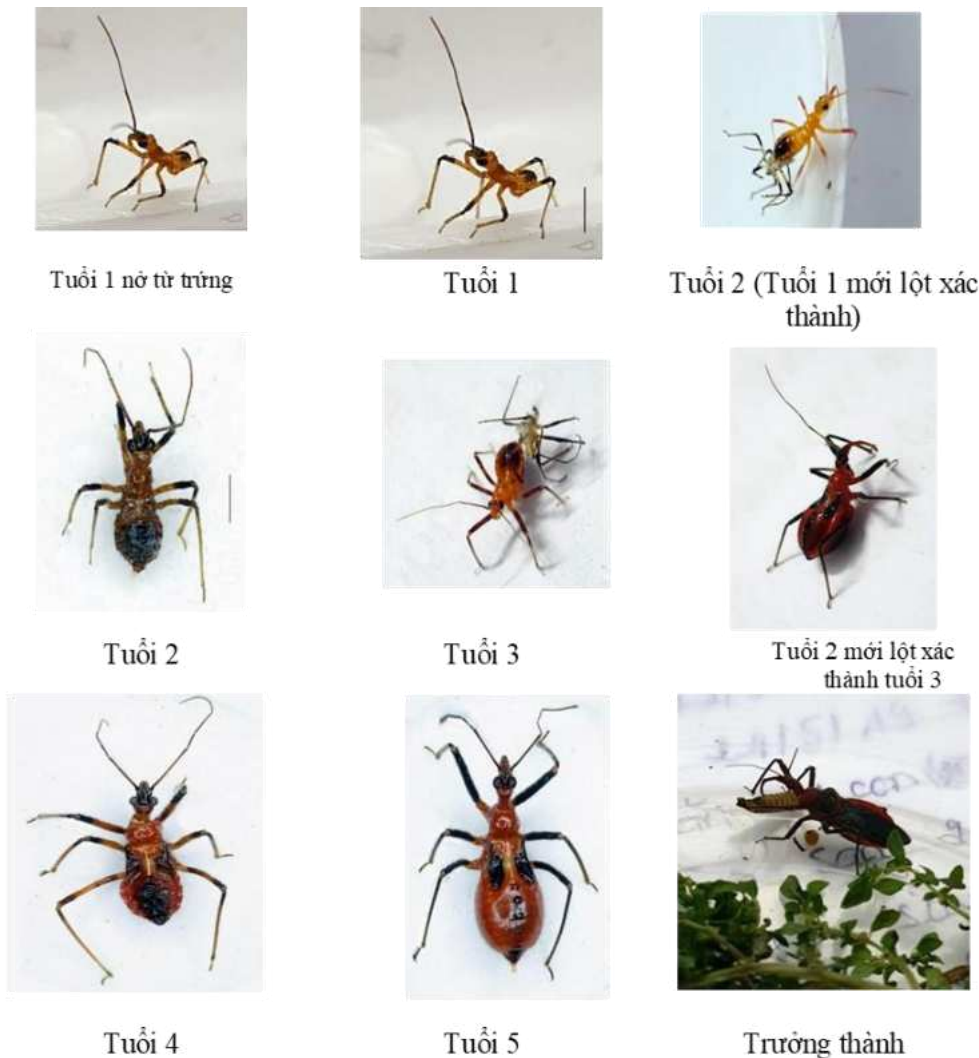 Tuổi 1 nở từ trứng
Tuổi 1
Tuổi 2 (Tuổi 1 mới lột xác
thành)
Tuổi 2
Tuổi 3
Tuổi 2 mới lột xác
thành tuổi 3
Tuổi 4
Tuổi 5
Trưởng thành